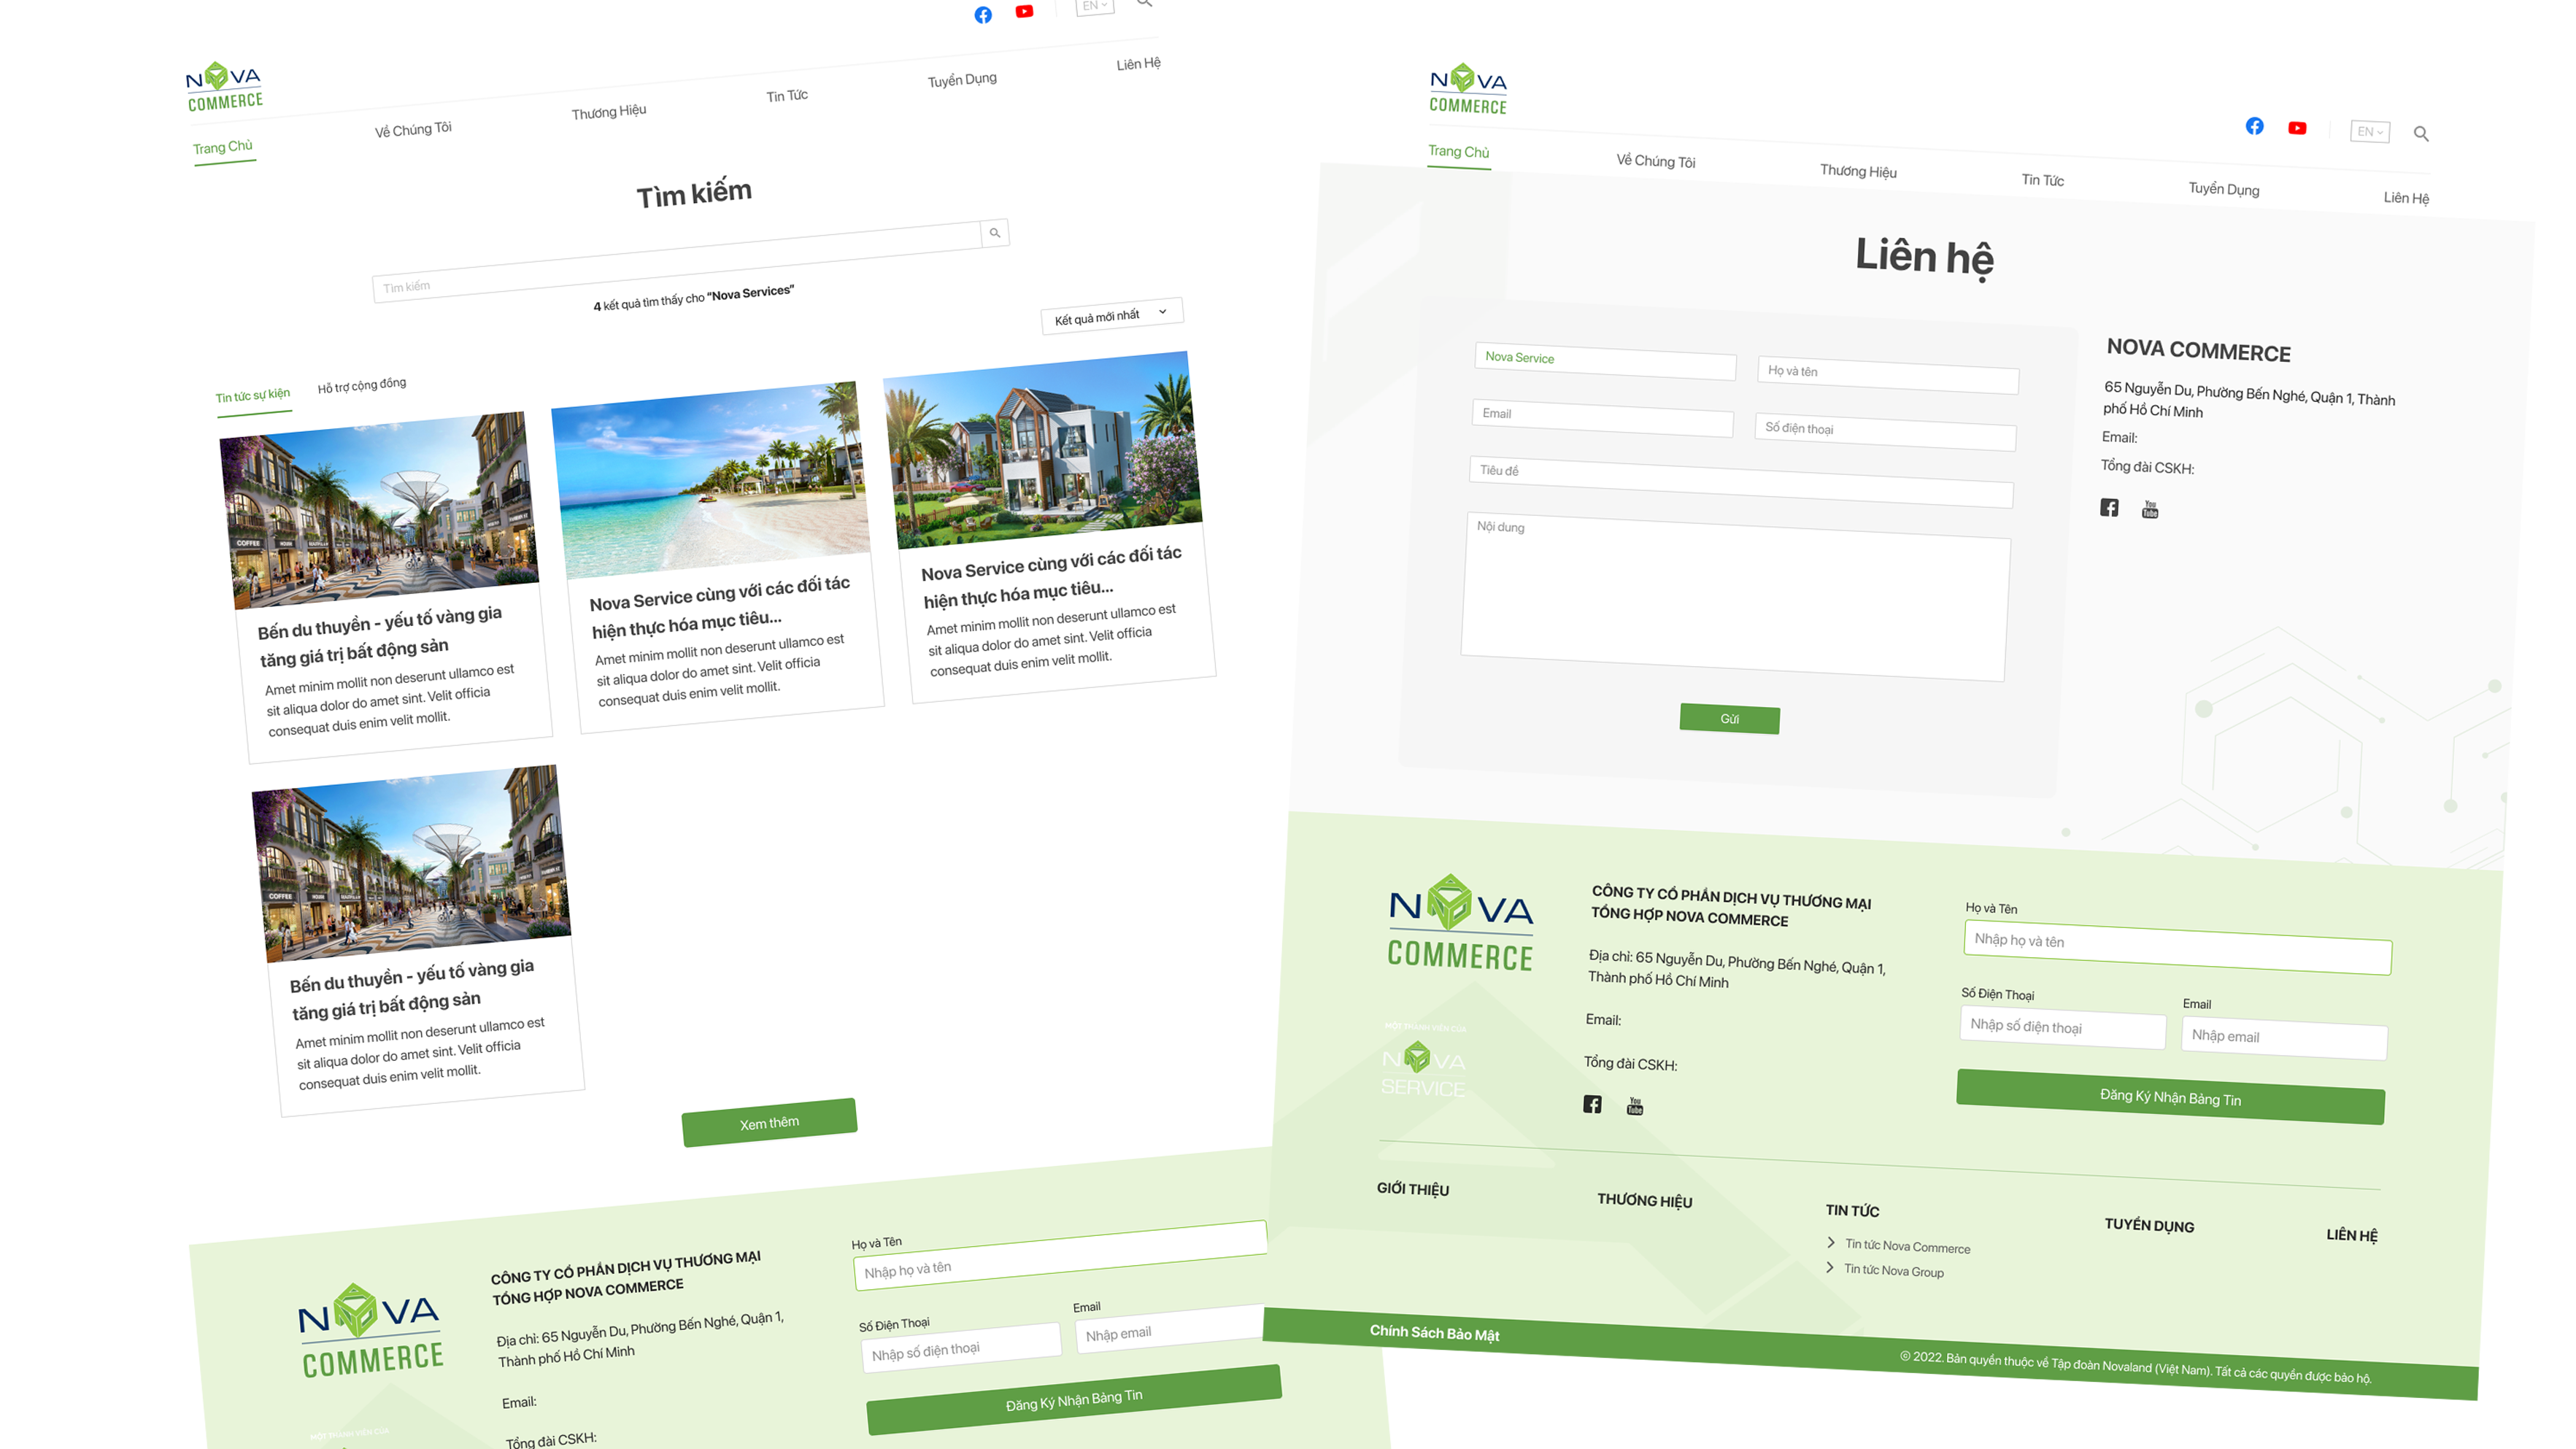 EN
NOVA
COMMERCE
Trang Chủ
Về Chúng Tôi
Thương Hiệu
Tin Tức
Tuyển Dụng
Liên Hệ
Tìm kiếm
Tìm kiếm
4 kết quả tìm thấy cho "Nova Services"
Kết quả mới nhất
Tin tức sự kiện
Hỗ trợ cộng đồng
COFFEE
HOUSE
Bến du thuyền - yếu tố vàng gia
tăng giá trị bất động sản
Amet minim mollit non deserunt ullamco est
sit aliqua dolor do amet sint. Velit officia
consequat duis enim velit mollit.
Nova Service cùng với các đối tác
hiện thực hóa mục tiêu...
Amet minim mollit non deserunt ullamco est
sit aliqua dolor do amet sint. Velit officia
consequat duis enim velit mollit.
Nova Service cùng với các đối tác
hiện thực hóa mục tiêu...
Amet minim mollit non deserunt ullamco est
sit aliqua dolor do amet sint. Velit officia
consequat duis enim velit mollit.
COFFEE
HOUSE
Bến du thuyền - yếu tố vàng gia
tăng giá trị bất động sản
Amet minim mollit non deserunt ullamco est
sit aliqua dolor do amet sint. Velit officia
consequat duis enim velit mollit.
Xem thêm
NOVA
COMMERCE
MỘT THÀNH VIÊN CỦA
CÔNG TY CỔ PHẦN DỊCH VỤ THƯƠNG MẠI
TỔNG HỢP NOVA COMMERCE
Địa chỉ: 65 Nguyễn Du, Phường Bến Nghé, Quận 1,
Thành phố Hồ Chí Minh
Email:
Tổng đài CSKH:
Họ và Tên
Nhập họ và tên
Số Điện Thoại
Nhập số điện thoại
Email
Nhập email
Đăng Ký Nhận Bảng Tin
NOVA
COMMERCE
EN
Trang Chủ
Về Chúng Tôi
Thương Hiệu
Tin Tức
Tuyển Dụng
Liên Hệ
Liên hệ
Nova Service
Họ và tên
Email
Số điện thoại
Tiêu đề
Nội dung
Gửi
NOVA COMMERCE
65 Nguyễn Du, Phường Bến Nghé, Quận 1, Thành
phố Hồ Chí Minh
Email:
Tổng đài CSKH:
You
Tube
NOVA
COMMERCE
MỘT THÀNH VIÊN CỦA
NOVA
SERVICE
CÔNG TY CỔ PHẦN DỊCH VỤ THƯƠNG MẠI
TỔNG HỢP NOVA COMMERCE
Địa chỉ: 65 Nguyễn Du, Phường Bến Nghé, Quận 1,
Thành phố Hồ Chí Minh
Email:
Tổng đài CSKH:
You
Tube
Họ và Tên
Nhập họ và tên
Số Điện Thoại
Nhập số điện thoại
Email
Nhập email
Đăng Ký Nhận Bảng Tin
GIỚI THIỆU
THƯƠNG HIỆU
TIN TỨC
Tin tức Nova Commerce
Tin tức Nova Group
TUYỂN DỤNG
LIÊN HỆ
Chính Sách Bảo Mật
© 2022. Bản quyền thuộc về Tập đoàn Novaland (Việt Nam). Tất cả các quyền được bảo hộ.